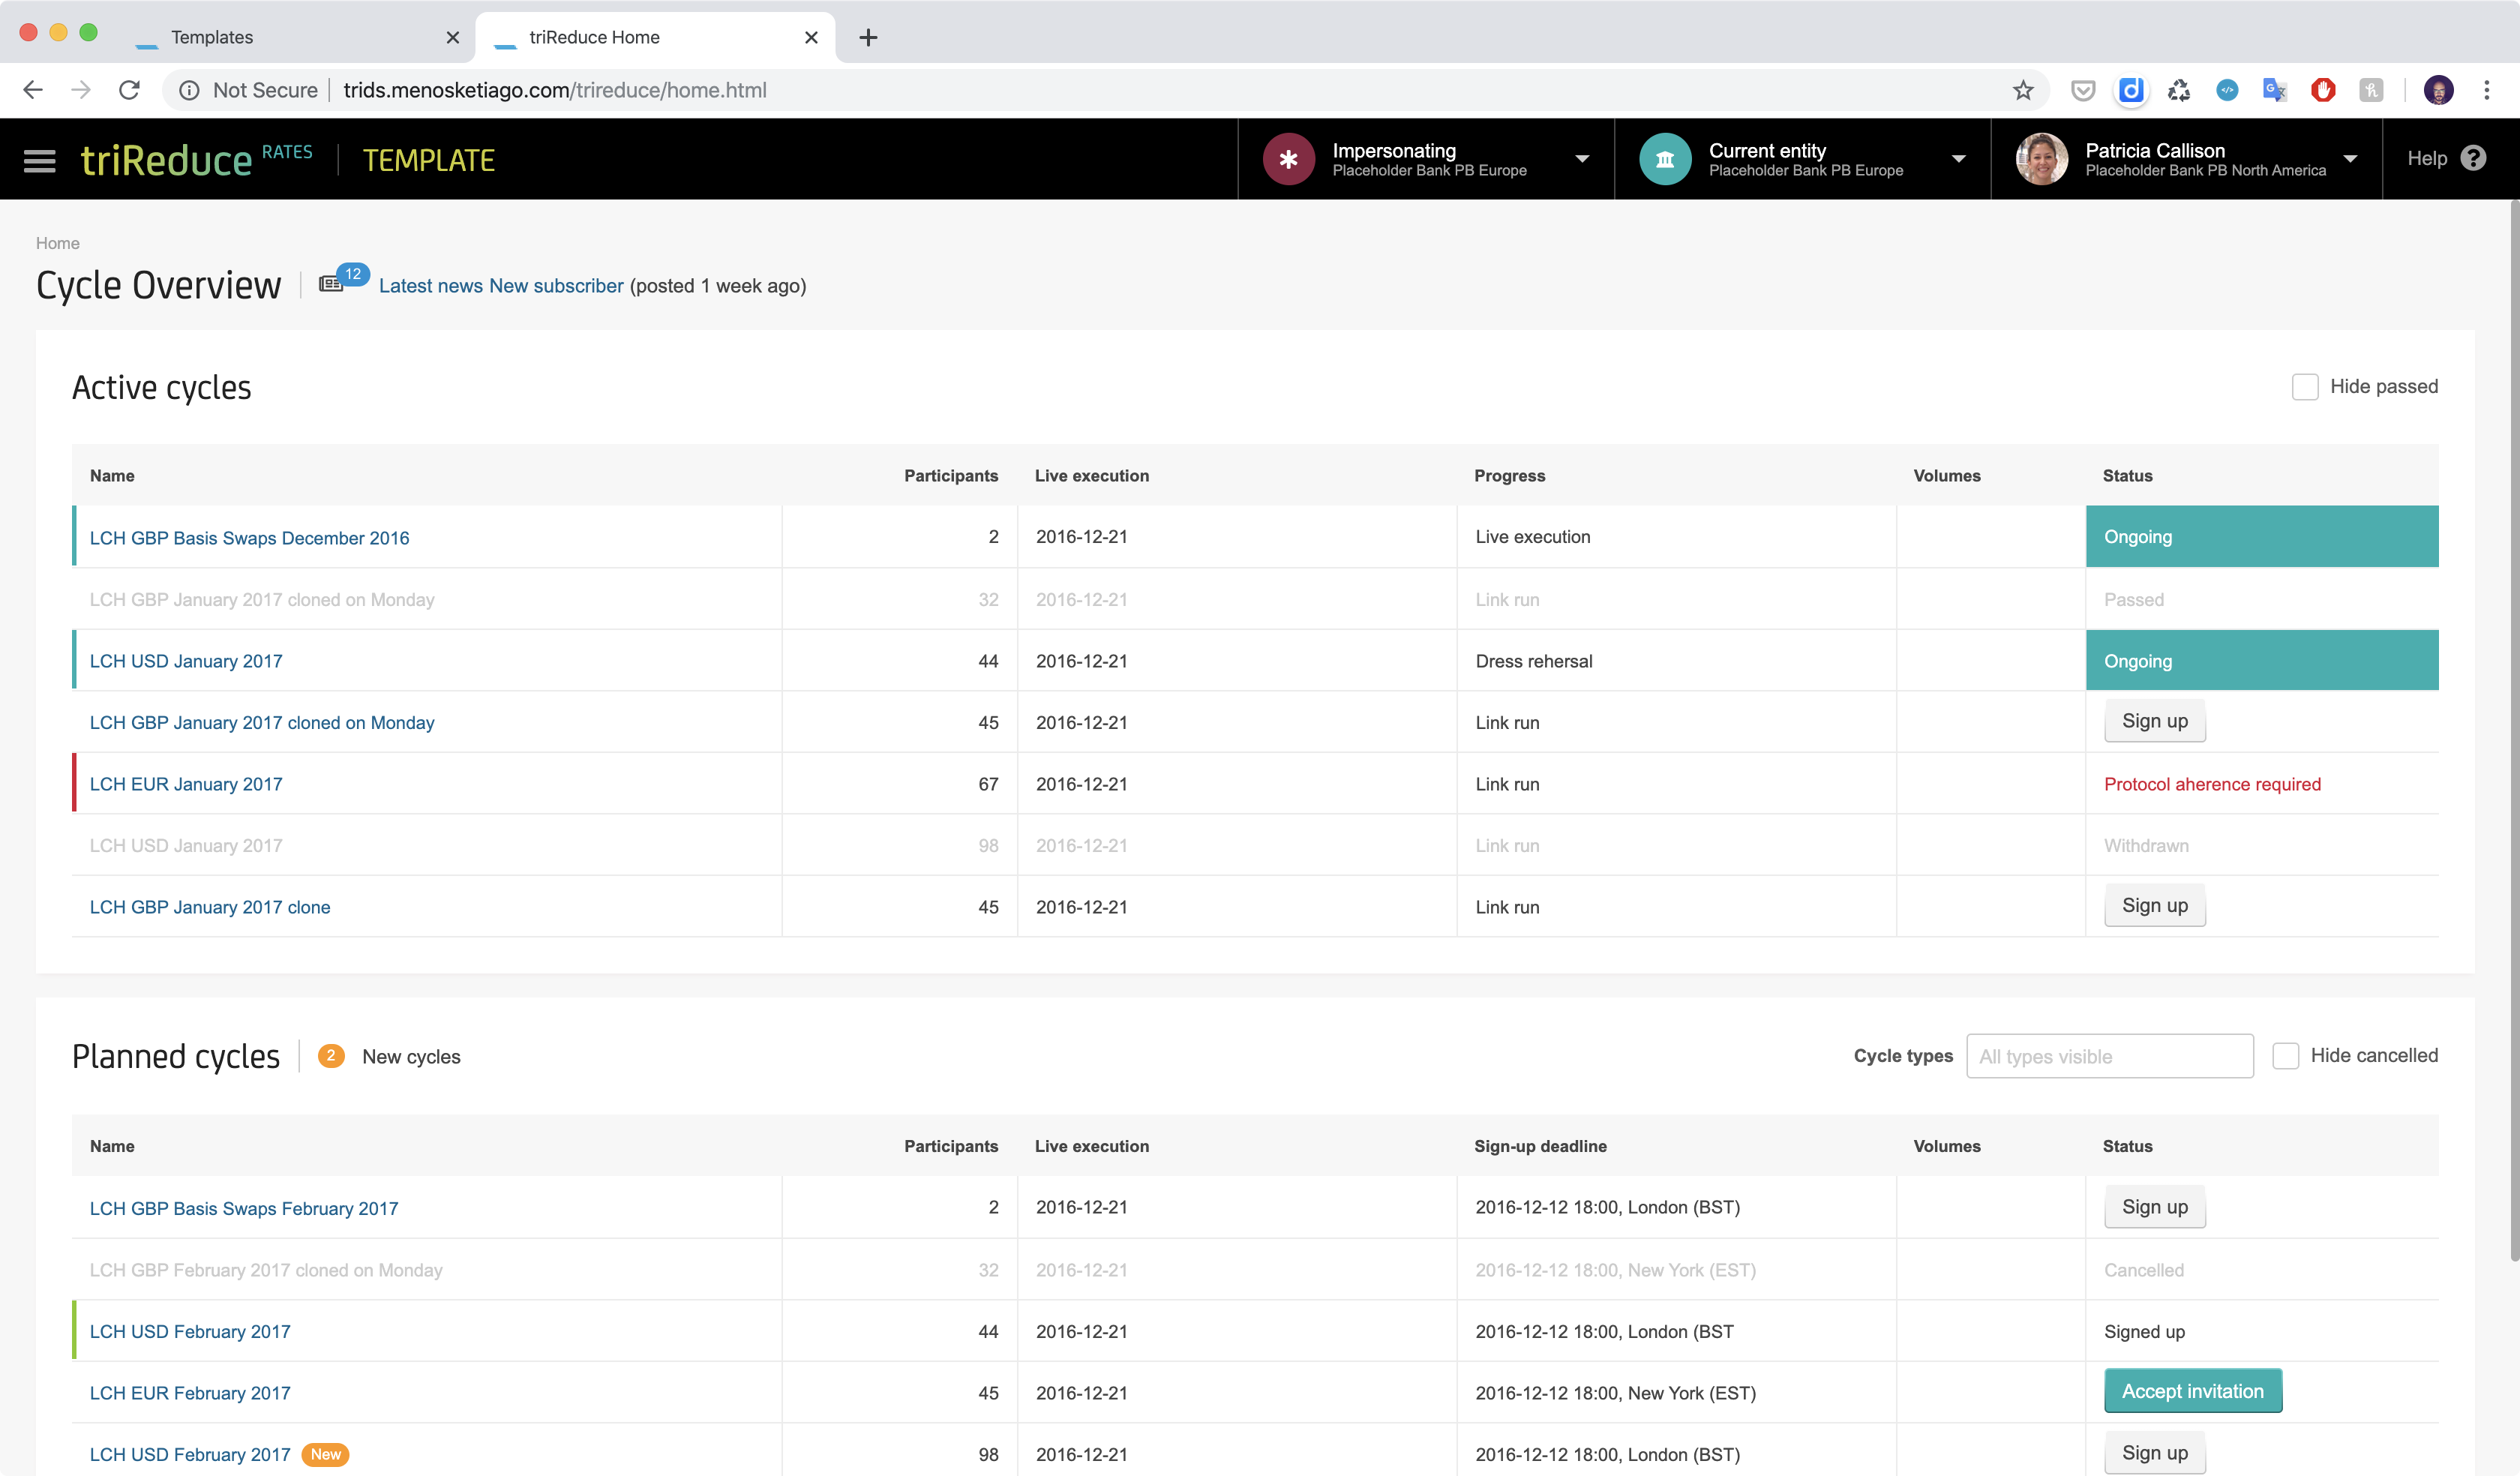 Templates
triReduce Home
Not Secure
trids.menosketiago.com/trireduce/home.html
triReduce RATES
TEMPLATE
Impersonating
Placeholder Bank PB Europe
Current entity
Placeholder Bank PB Europe
Patricia Callison
Placeholder Bank PB North America
Help ?
Home
Cycle Overview
12
Latest news New subscriber (posted 1 week ago)
Active cycles
Hide passed
Name Participants Live execution Progress Volumes Status
LCH GBP Basis Swaps December 2016 2 2016-12-21 Live execution Ongoing
LCH GBP January 2017 cloned on Monday 32 2016-12-21 Link run Passed
LCH USD January 2017 44 2016-12-21 Dress rehersal Ongoing
LCH GBP January 2017 cloned on Monday 45 2016-12-21 Link run Sign up
LCH EUR January 2017 67 2016-12-21 Link run Protocol aherence required
LCH USD January 2017 98 2016-12-21 Link run Withdrawn
LCH GBP January 2017 clone 45 2016-12-21 Link run Sign up
Planned cycles
2 New cycles
Cycle types All types visible
Hide cancelled
Name Participants Live execution Sign-up deadline Volumes Status
LCH GBP Basis Swaps February 2017 2 2016-12-21 2016-12-12 18:00, London (BST) Sign up
LCH GBP February 2017 cloned on Monday 32 2016-12-21 2016-12-12 18:00, New York (EST) Cancelled
LCH USD February 2017 44 2016-12-21 2016-12-12 18:00, London (BST Signed up
LCH EUR February 2017 45 2016-12-21 2016-12-12 18:00, New York (EST) Accept invitation
LCH USD February 2017 New 98 2016-12-21 2016-12-12 18:00, London (BST) Sign up